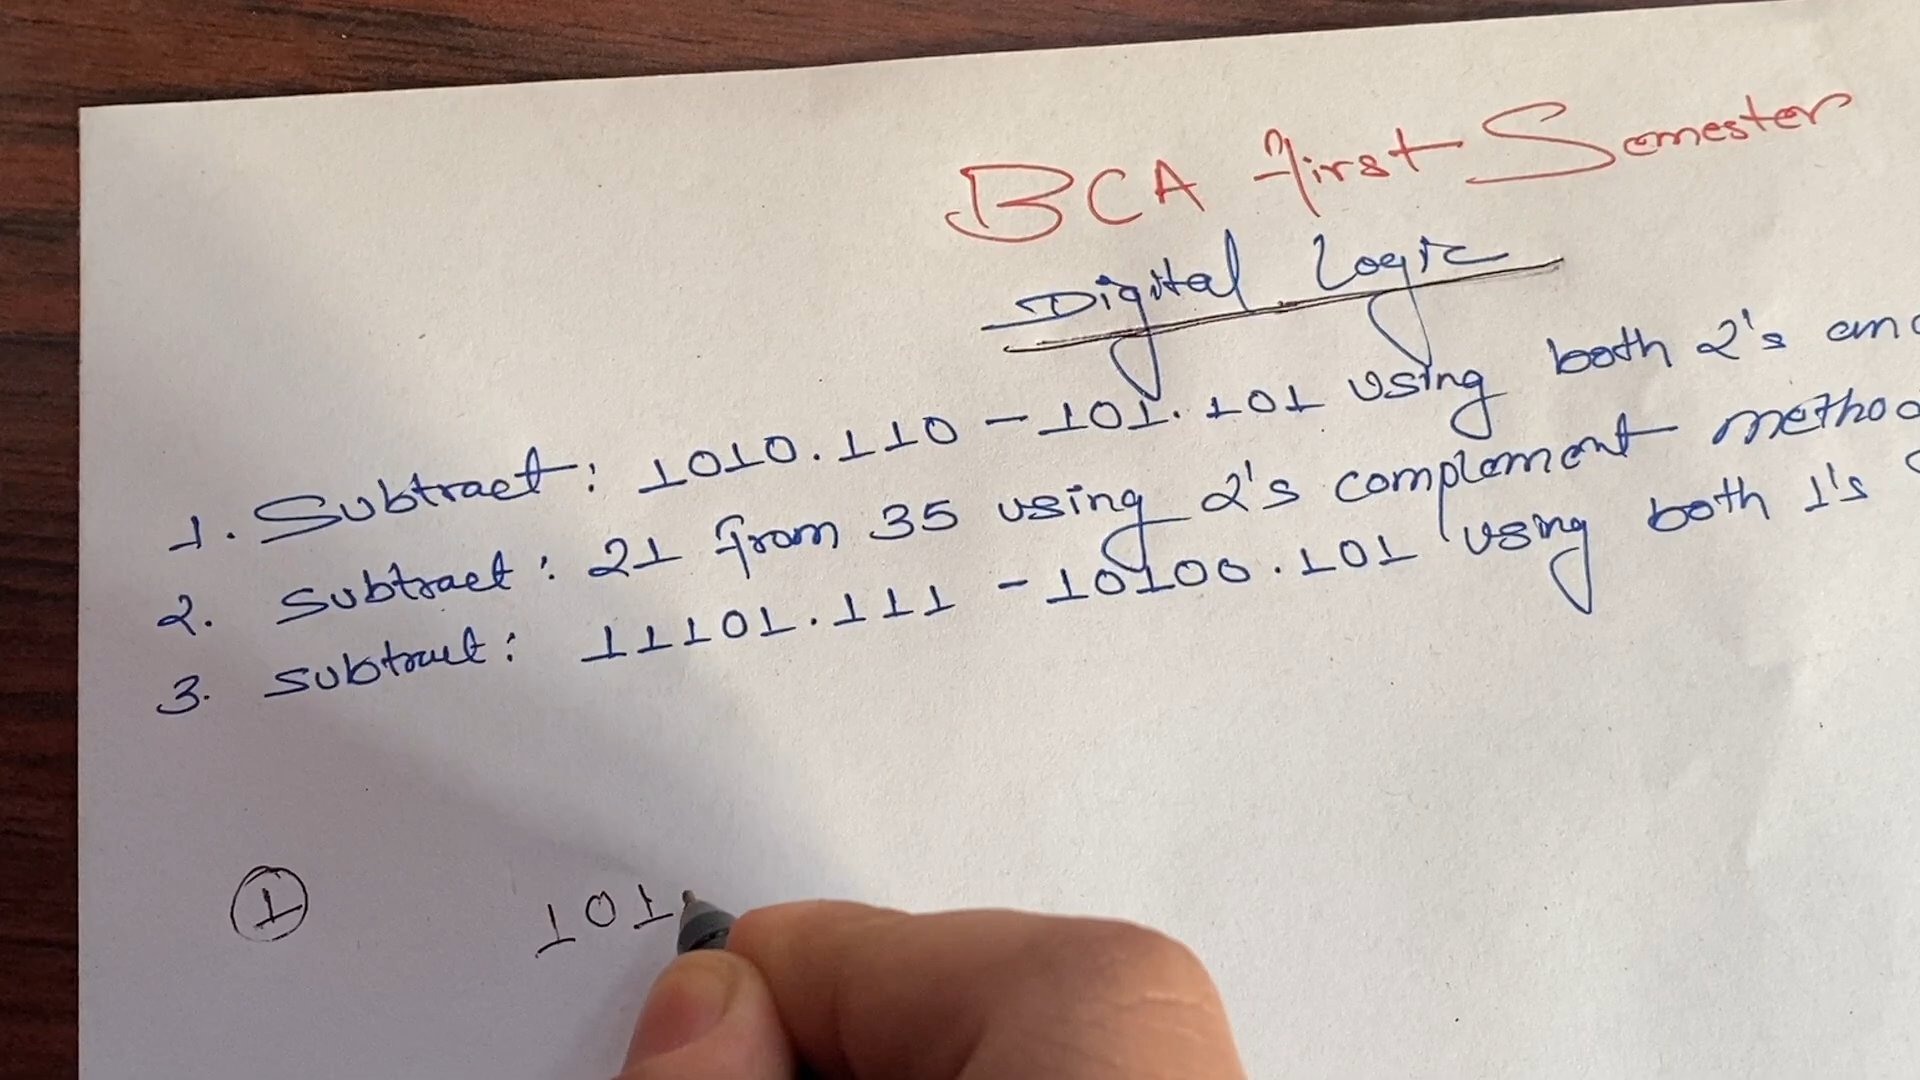 BCA first Semester
Digital Logic
1. Subtract: 1010.110 - 101.101 using both 2's and
2. Subtract: 21 from 35 using 2's complement method
3. subtract: 11101.111 - 10100.101 using both 1's
1 101